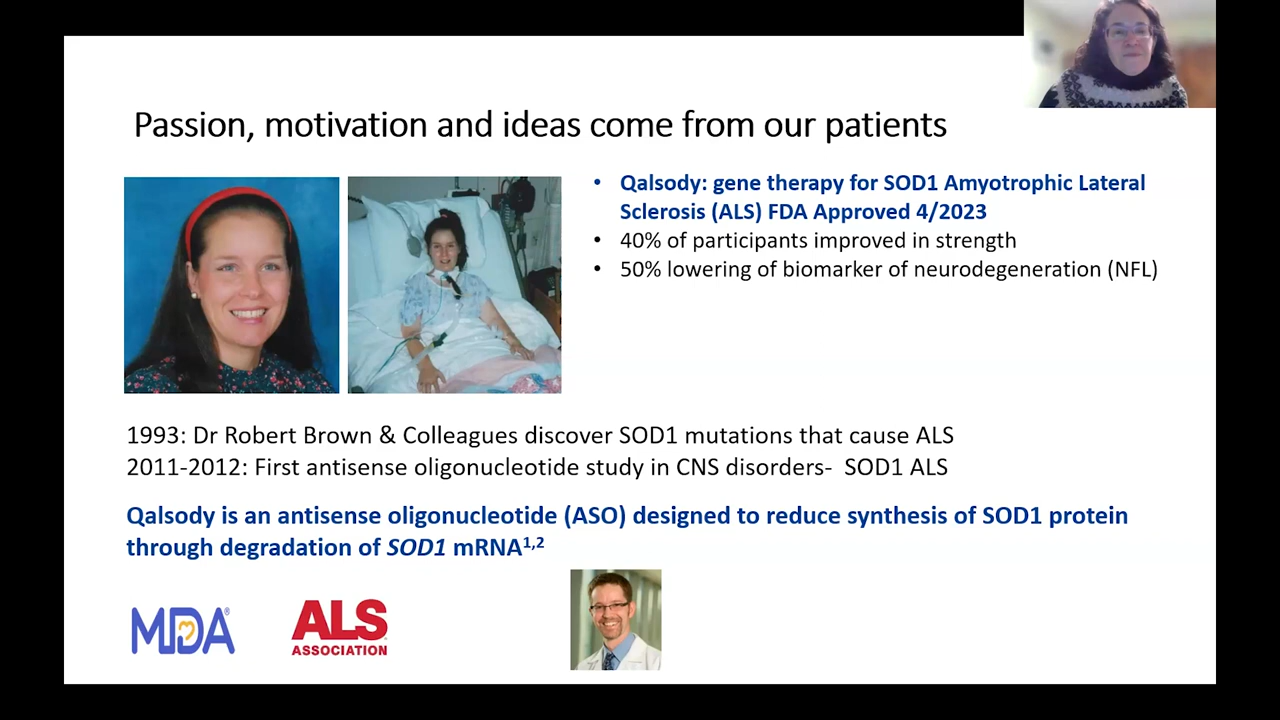 Passion, motivation and ideas come from our patients
• Qalsody: gene therapy for SOD1 Amyotrophic Lateral
Sclerosis (ALS) FDA Approved 4/2023
• 40% of participants improved in strength
• 50% lowering of biomarker of neurodegeneration (NFL)
1993: Dr Robert Brown & Colleagues discover SOD1 mutations that cause ALS
2011-2012: First antisense oligonucleotide study in CNS disorders- SOD1 ALS
Qalsody is an antisense oligonucleotide (ASO) designed to reduce synthesis of SOD1 protein
through degradation of SOD1 mRNA1,2
MDA®
ALS
ASSOCIATION